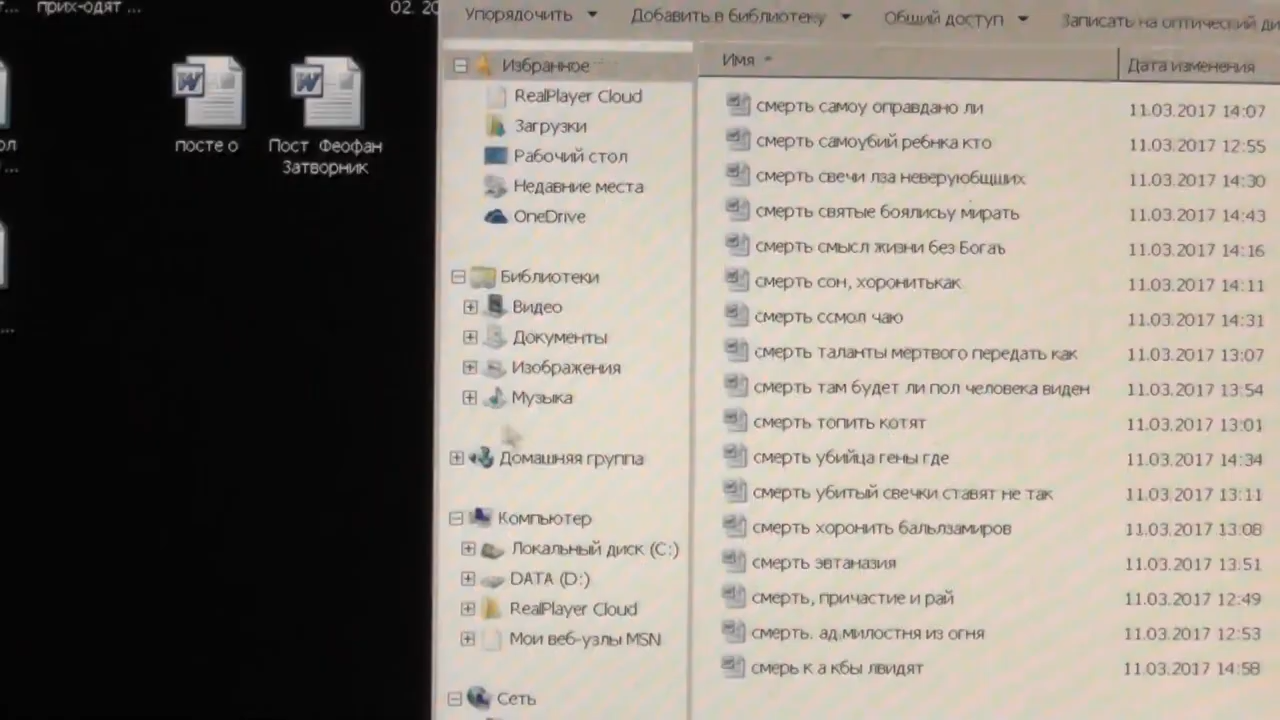 прих-одят ...
02. 20
посте о
Пост Феофан
Затворник
Упорядочить
Добавить в библиотеку
Общий доступ
Записать на оптический ди
Избранное
RealPlayer Cloud
Загрузки
Рабочий стол
Недавние места
OneDrive
Библиотеки
Видео
Документы
Изображения
Музыка
Домашняя группа
Компьютер
Локальный диск (C:)
DATA (D:)
RealPlayer Cloud
Мои веб-узлы MSN
Сеть
Имя
Дата изменения
смерть самоу оправдано ли 11.03.2017 14:07
смерть самоубий ребнка кто 11.03.2017 12:55
смерть свечи лза неверуюбщших 11.03.2017 14:30
смерть святые боялисьу мирать 11.03.2017 14:43
смерть смысл жизни без Богаъ 11.03.2017 14:16
смерть сон, хоронитькак 11.03.2017 14:11
смерть ссмол чаю 11.03.2017 14:31
смерть таланты мертвого передать как 11.03.2017 13:07
смерть там будет ли пол человека виден 11.03.2017 13:54
смерть топить котят 11.03.2017 13:01
смерть убийца гены где 11.03.2017 14:34
смерть убитый свечки ставят не так 11.03.2017 13:11
смерть хоронить бальлзамиров 11.03.2017 13:08
смерть эвтаназия 11.03.2017 13:51
смерть, причастие и рай 11.03.2017 12:49
смерть. ад милостня из огня 11.03.2017 12:53
смерь к а кбы лвидят 11.03.2017 14:58